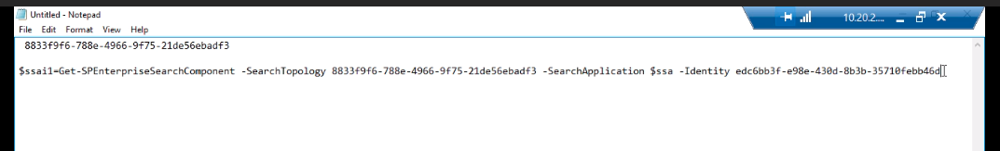 Untitled - Notepad
10.20.2...
File Edit Format View Help
8833f9f6-788e-4966-9f75-21de56ebadf3
$ssai1=Get-SPEnterpriseSearchComponent -SearchTopology 8833f9f6-788e-4966-9f75-21de56ebadf3 -SearchApplication $ssa -Identity edc6bb3f-e98e-430d-8b3b-35710febb46d